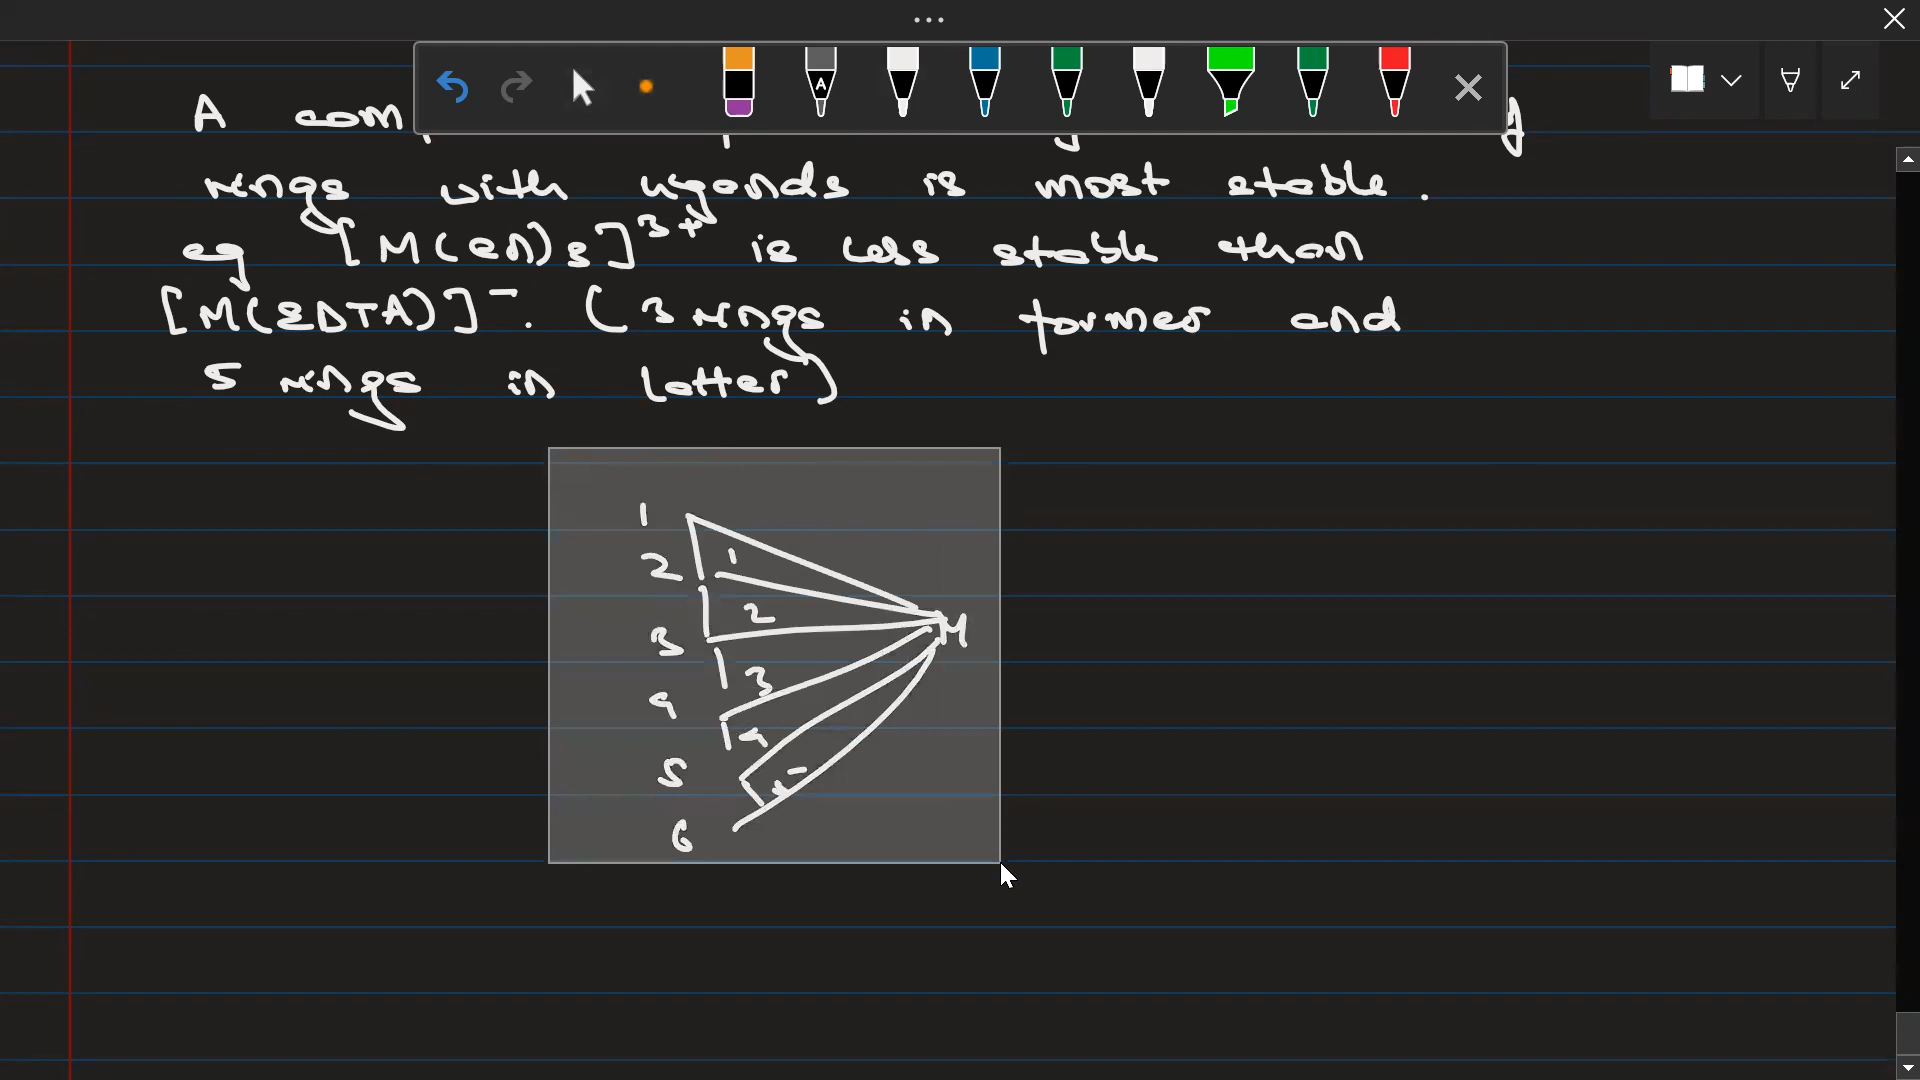 A com
rings with ligands is most stable.
eg [M(en)3]3+ is less stable than
[M(EDTA)]-. (3 rings in former and
5 rings in latter)
1
2 1
2
3 M
3
4
4
5 5
6